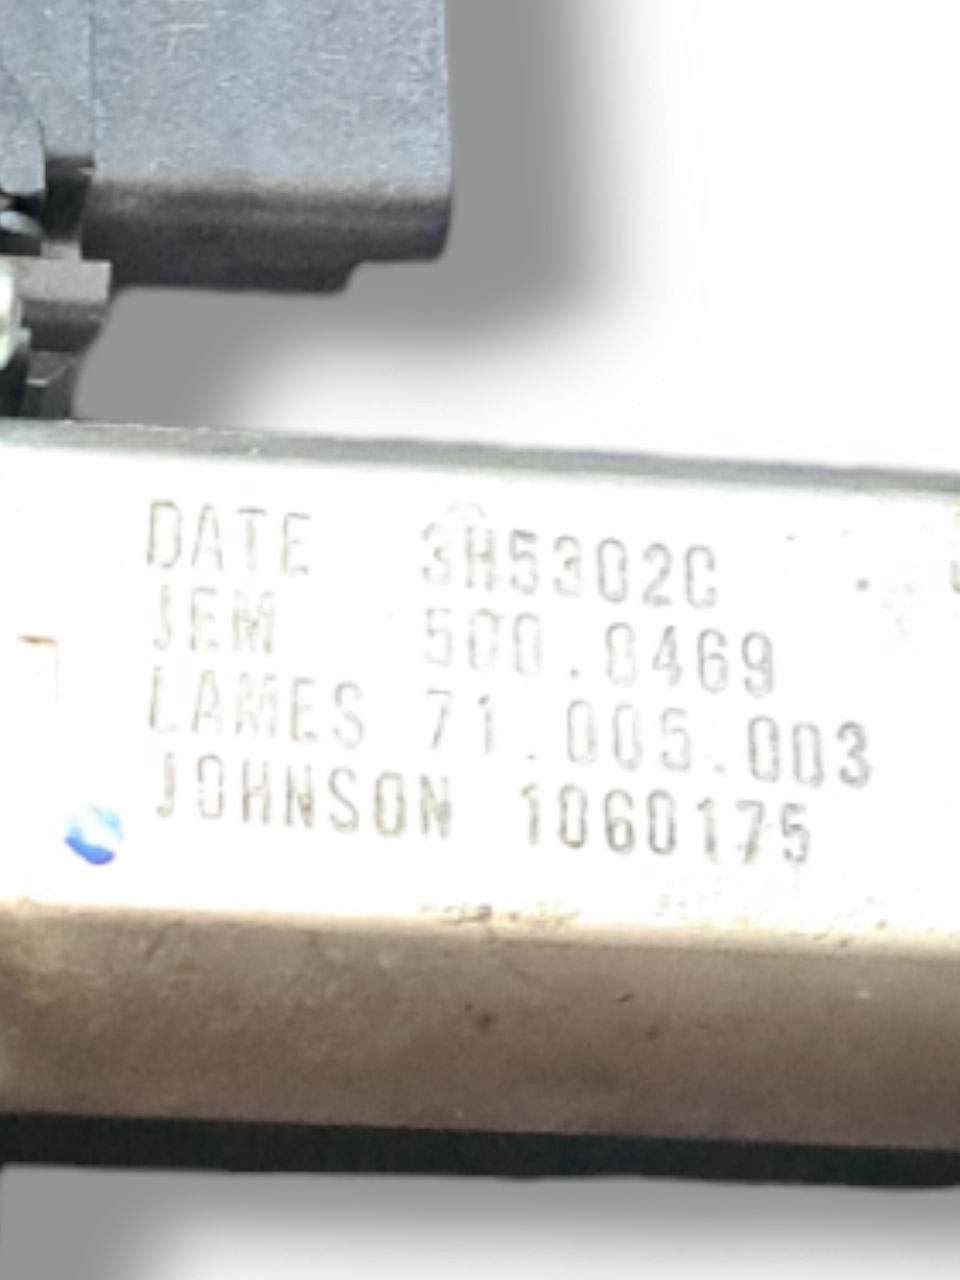 DATE 3H5302C
JEM 500.0469
LAMES 71.005.003
JOHNSON 1060175